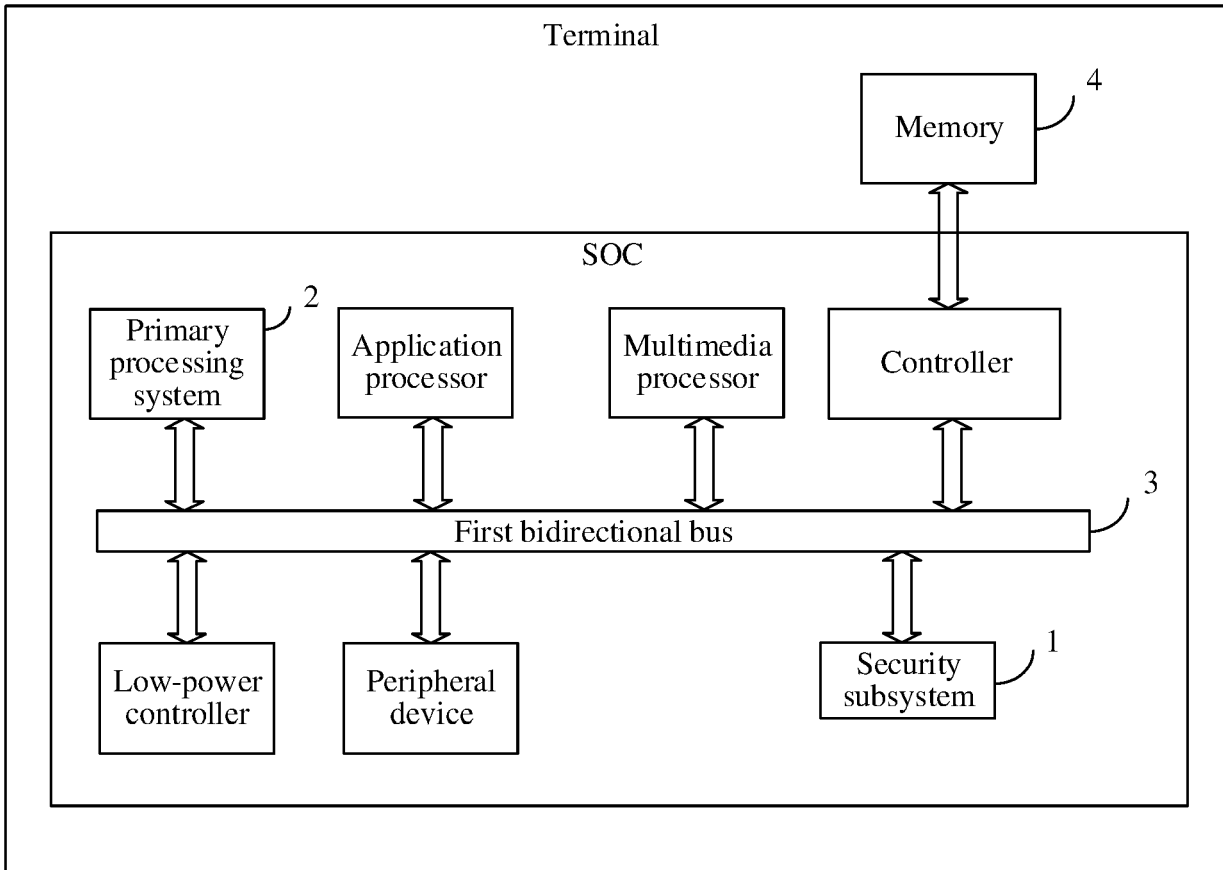 Terminal
4
Memory
SOC
2
Primary
processing
system
Application
processor
Multimedia
processor
Controller
3
First bidirectional bus
1
Low-power
controller
Peripheral
device
Security
subsystem